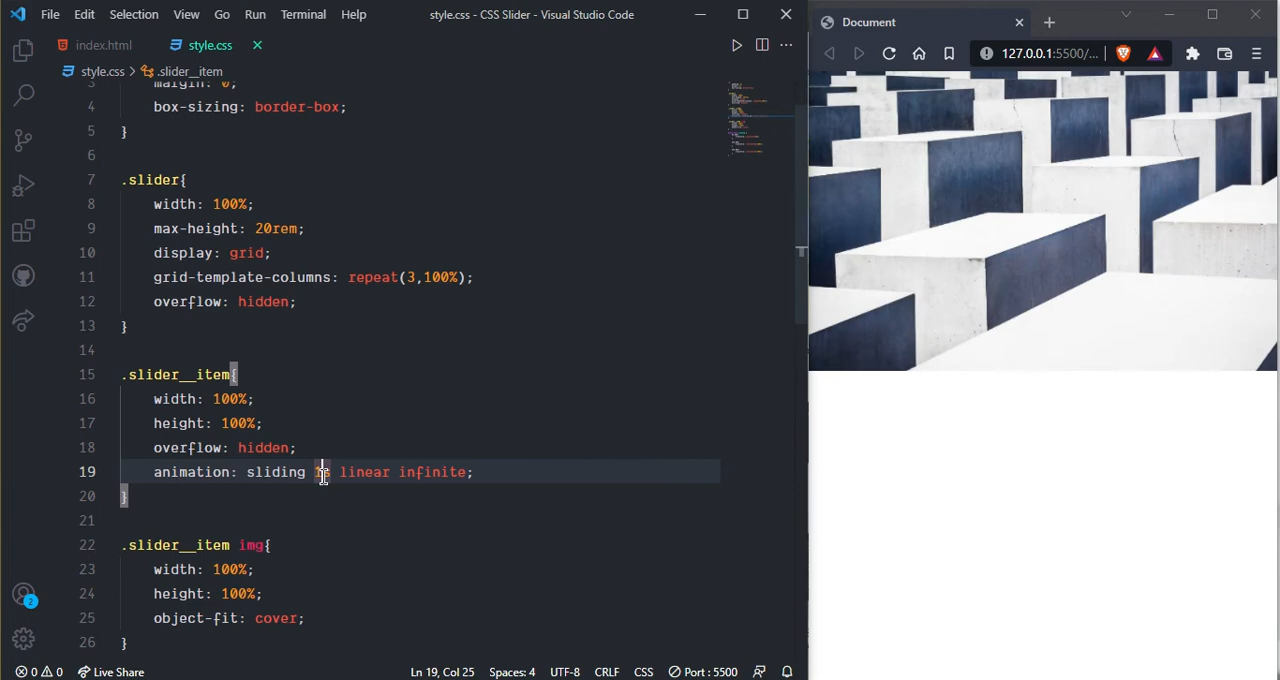 File Edit Selection View Go Run Terminal Help style.css - CSS Slider - Visual Studio Code
Document
index.html style.css
127.0.0.1:5500/...
style.css > .slider__item
3 margin: 0;
4 box-sizing: border-box;
5 }
6
7 .slider{
8 width: 100%;
9 max-height: 20rem;
10 display: grid;
11 grid-template-columns: repeat(3,100%);
12 overflow: hidden;
13 }
14
15 .slider__item{
16 width: 100%;
17 height: 100%;
18 overflow: hidden;
19 animation: sliding 1s linear infinite;
20 }
21
22 .slider__item img{
23 width: 100%;
24 height: 100%;
25 object-fit: cover;
26 }
2
0 0 Live Share Ln 19, Col 25 Spaces: 4 UTF-8 CRLF CSS Port : 5500